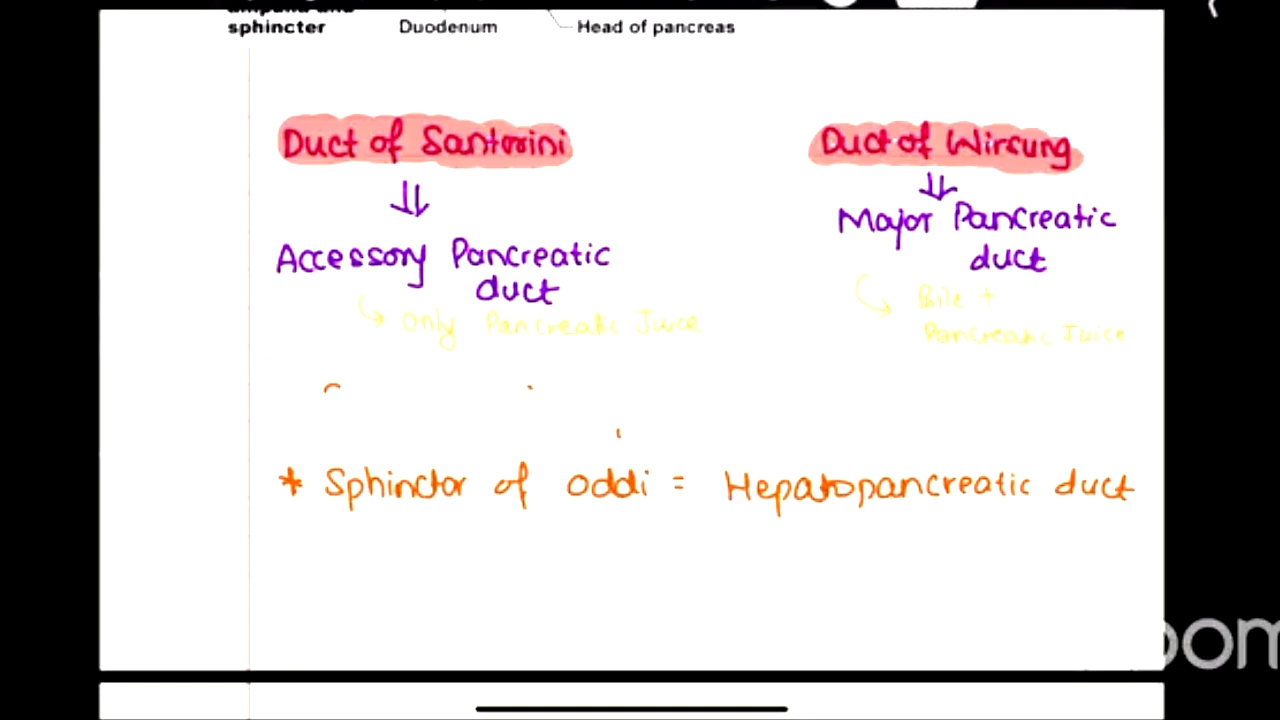 sphincter Duodenum Head of pancreas
Duct of Santorini Duct of Wirsung
Accessory Pancreatic duct Major Pancreatic duct
only Pancreatic Juice Bile + Pancreatic Juice
* Sphinctor of oddi = Hepatopancreatic duct
oom